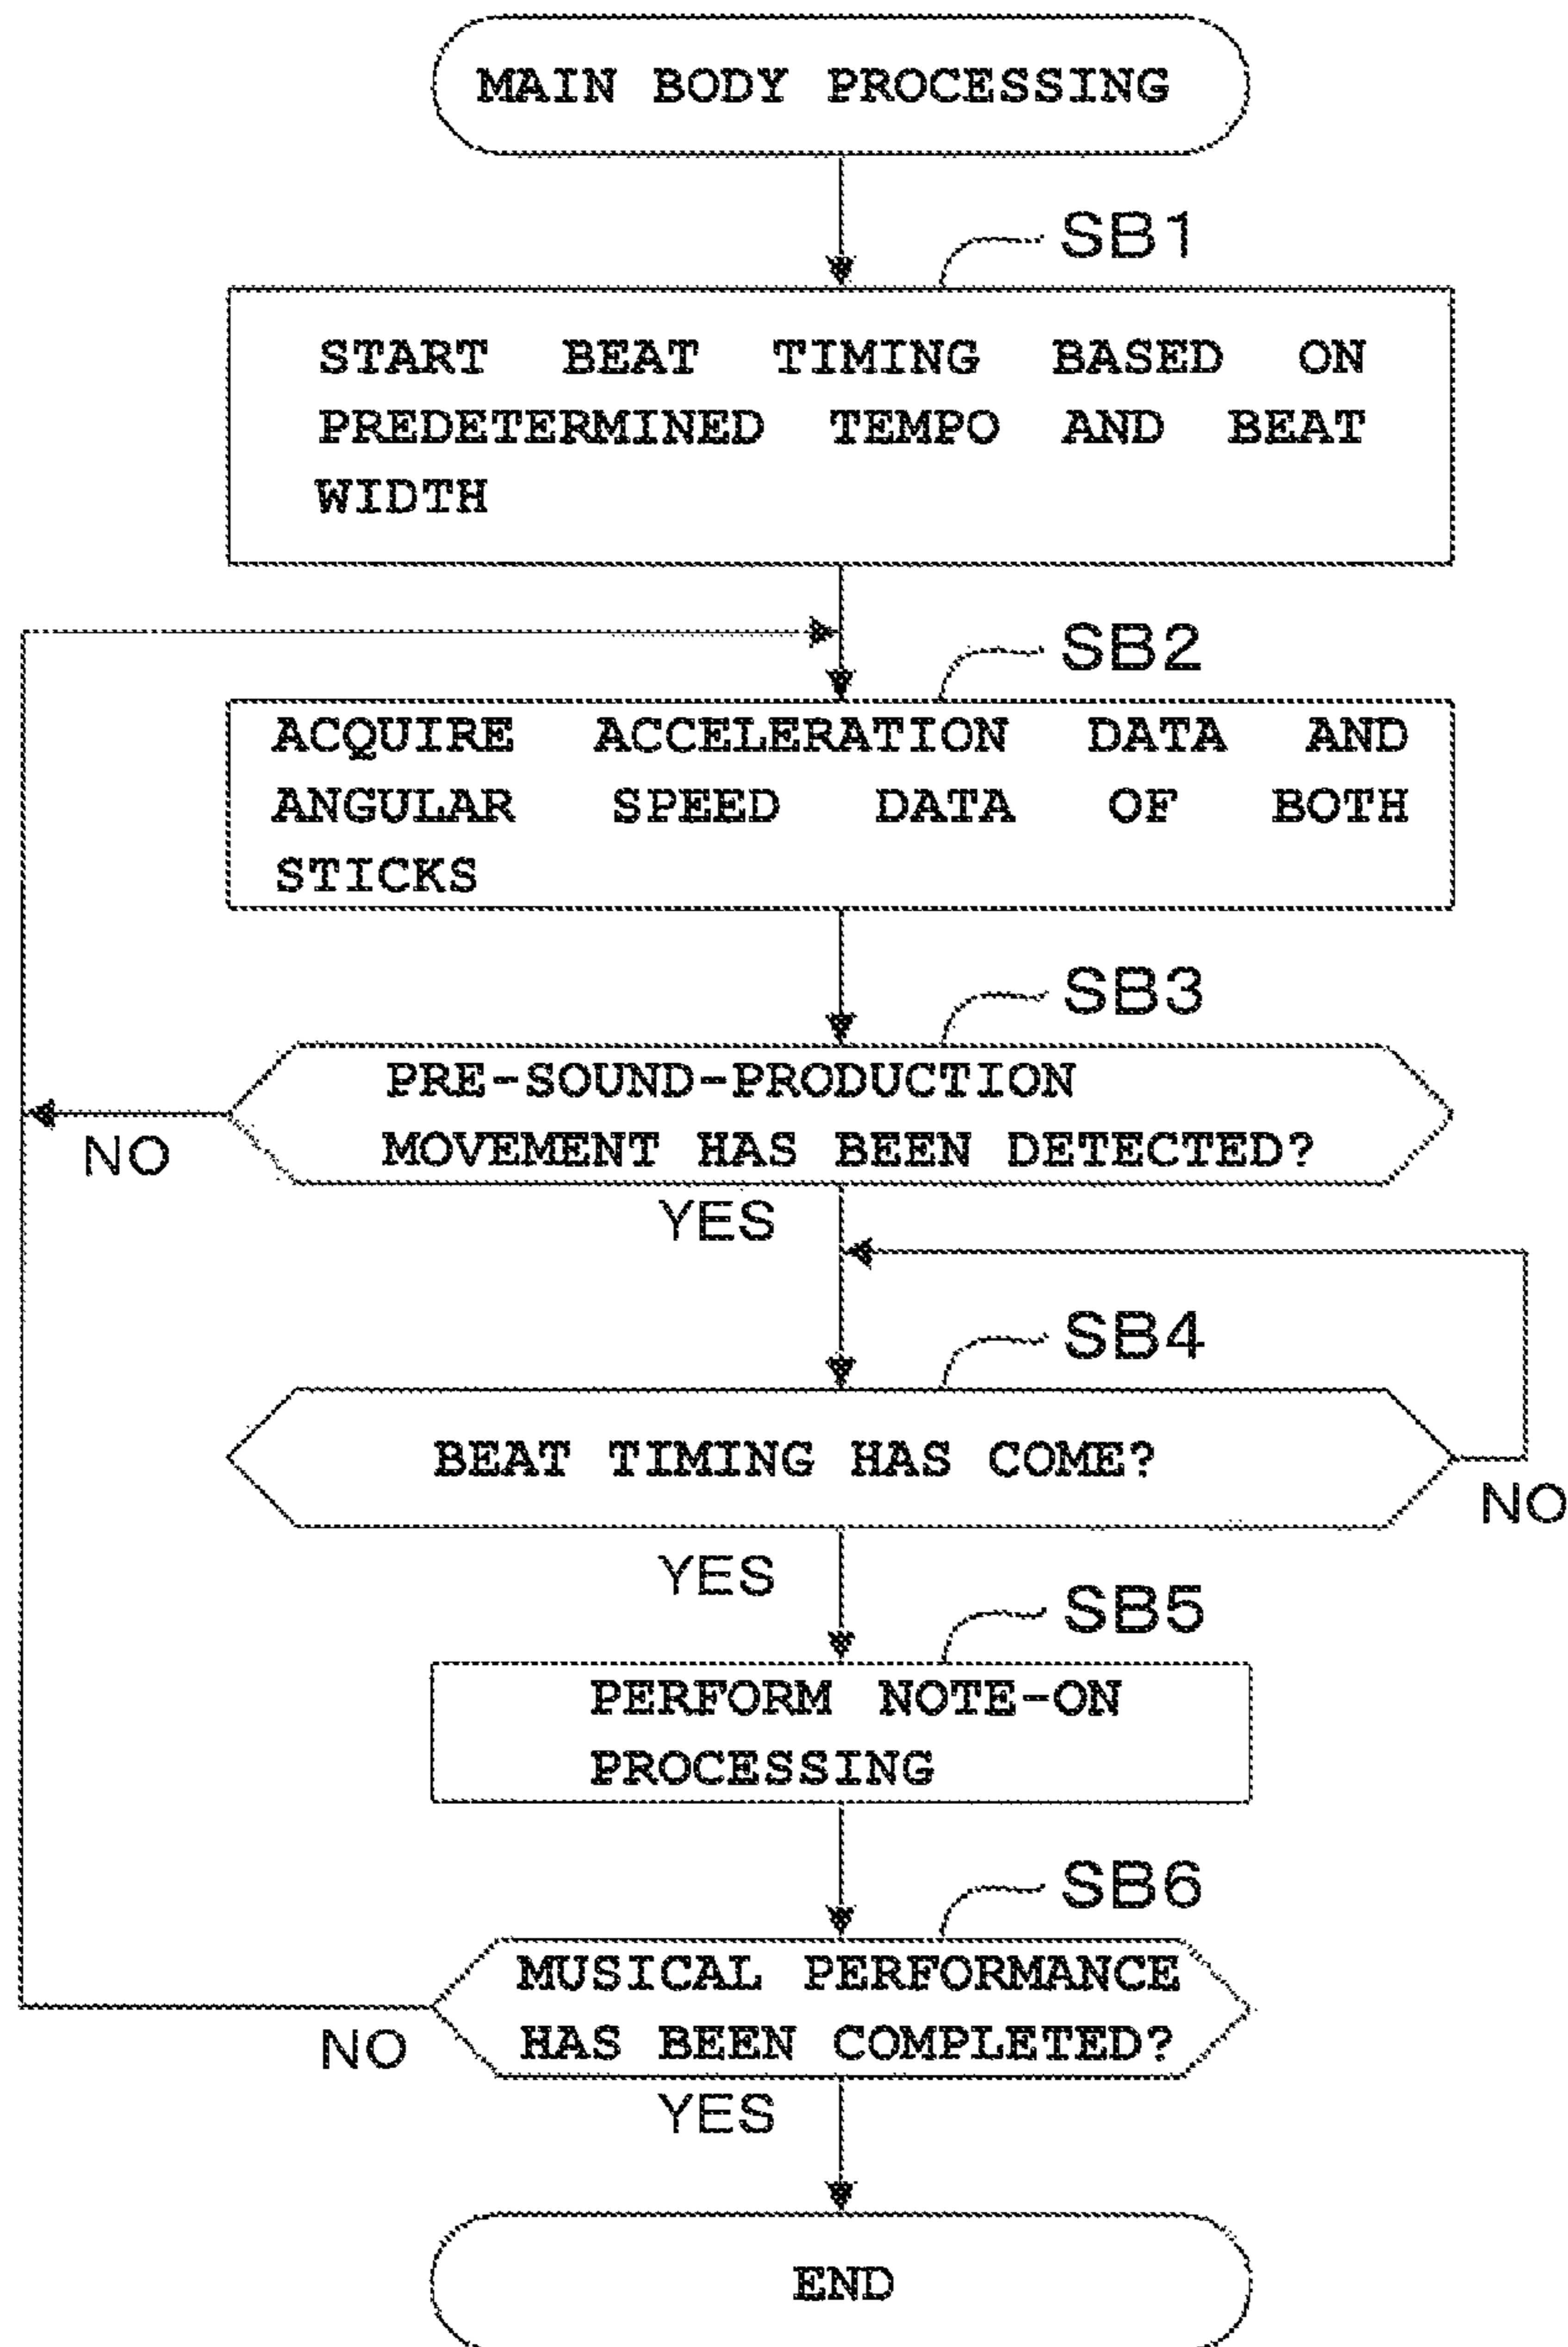 MAIN BODY PROCESSING
SB1
START BEAT TIMING BASED ON
PREDETERMINED TEMPO AND BEAT
WIDTH
SB2
ACQUIRE ACCELERATION DATA AND
ANGULAR SPEED DATA OF BOTH
STICKS
SB3
PRE-SOUND-PRODUCTION
MOVEMENT HAS BEEN DETECTED?
NO
YES
SB4
BEAT TIMING HAS COME?
NO
YES
SB5
PERFORM NOTE-ON
PROCESSING
SB6
MUSICAL PERFORMANCE
HAS BEEN COMPLETED?
NO
YES
END